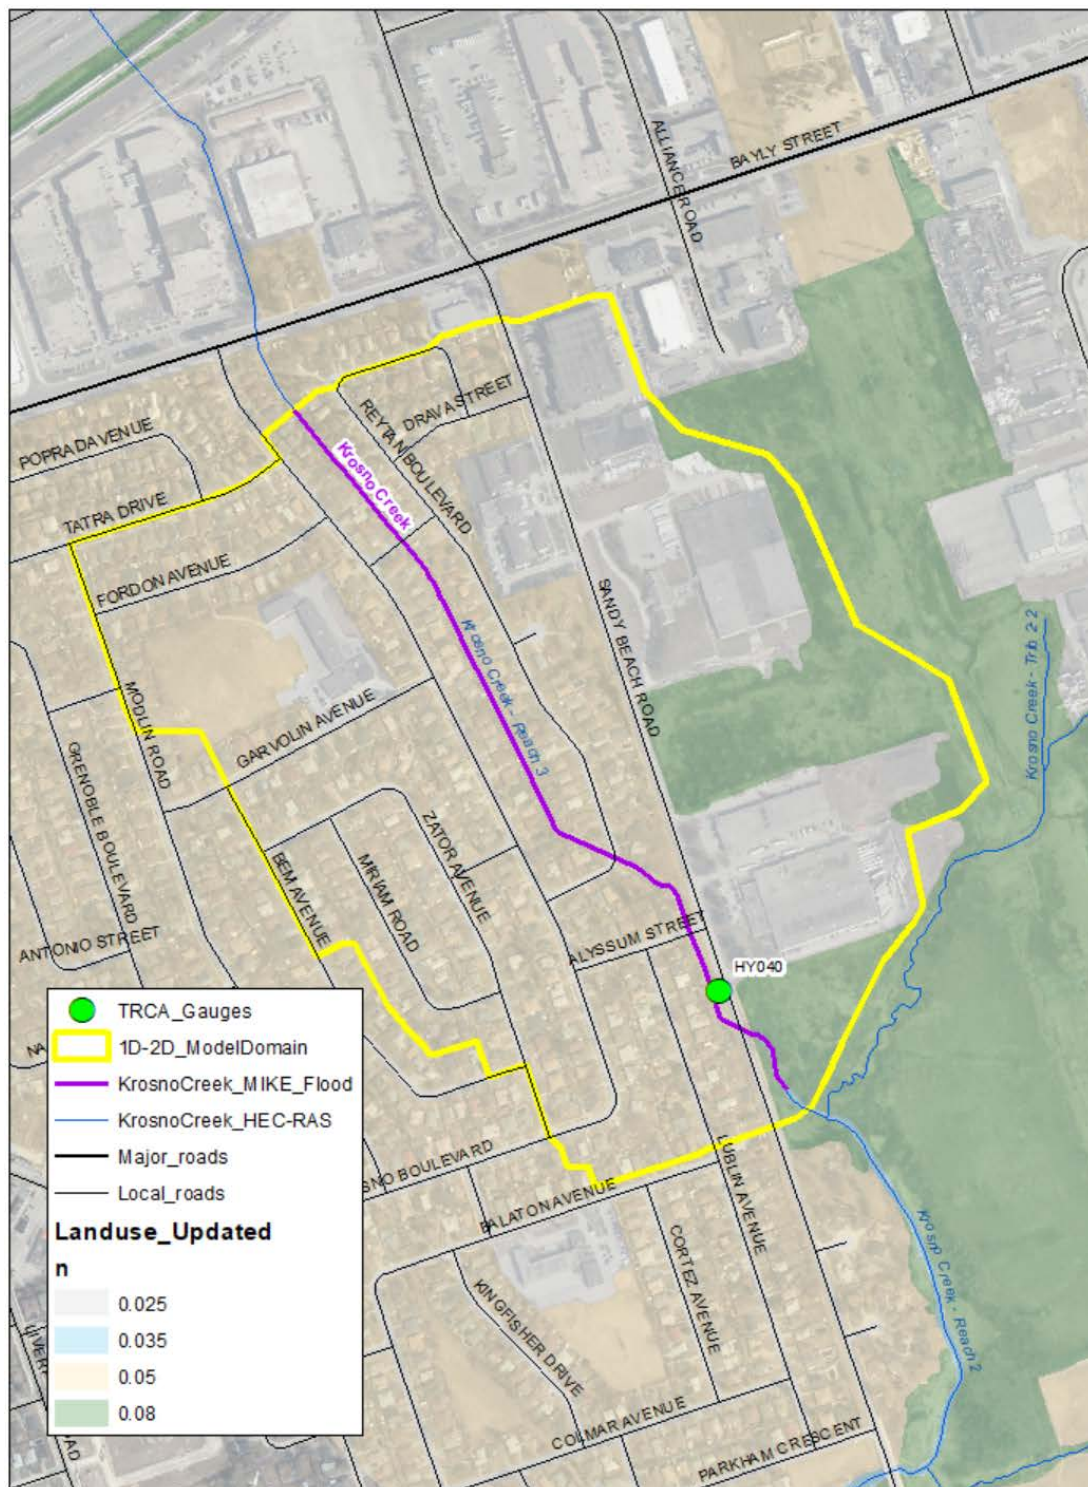 ALLIANCE ROAD
BAYLY STREET
POPRAD AVENUE
DRAVA STREET
REYTAN BOULEVARD
Krosno Creek
TATRA DRIVE
FORDON AVENUE
SANDY BEACH ROAD
Krosno Creek - Trib 2-2
Krosno Creek - Reach 3
MODLIN ROAD
GARVOLIN AVENUE
GRENOBLE BOULEVARD
ZATOR AVENUE
BEM AVENUE
MIRIAM ROAD
ANTONIO STREET
ALYSSUM STREET
HY040
TRCA_Gauges
1D-2D_ModelDomain
KrosnoCreek_MIKE_Flood
KrosnoCreek_HEC-RAS
Major_roads
Local_roads
Landuse_Updated
n
0.025
0.035
0.05
0.08
NA
SNO BOULEVARD
BALATON AVENUE
LUBLIN AVENUE
CORTEZ AVENUE
KINGFISHER DRIVE
Krosno Creek - Reach 2
LIVER
OAD
COLMAR AVENUE
PARKHAM CRESCENT